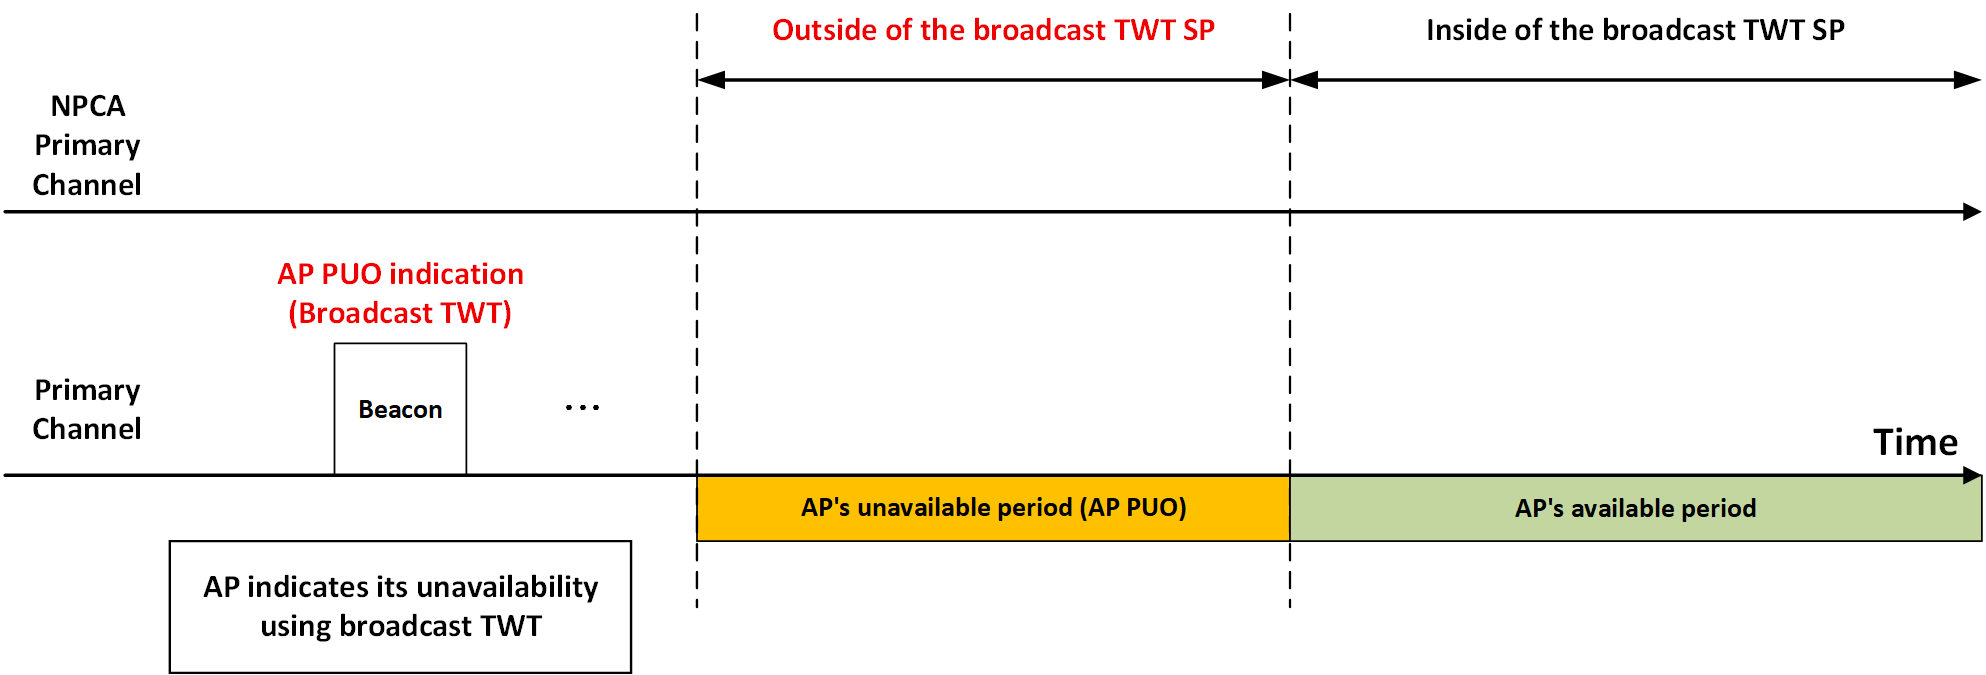 Outside of the broadcast TWT SP
Inside of the broadcast TWT SP
NPCA
Primary
Channel
AP PUO indication
(Broadcast TWT)
Primary
Channel
Beacon
...
Time
AP's unavailable period (AP PUO)
AP's available period
AP indicates its unavailability
using broadcast TWT